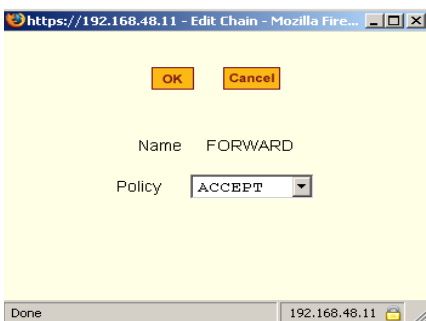 https://192.168.48.11 - Edit Chain - Mozilla Fire...
OK Cancel
Name FORWARD
Policy ACCEPT
Done 192.168.48.11